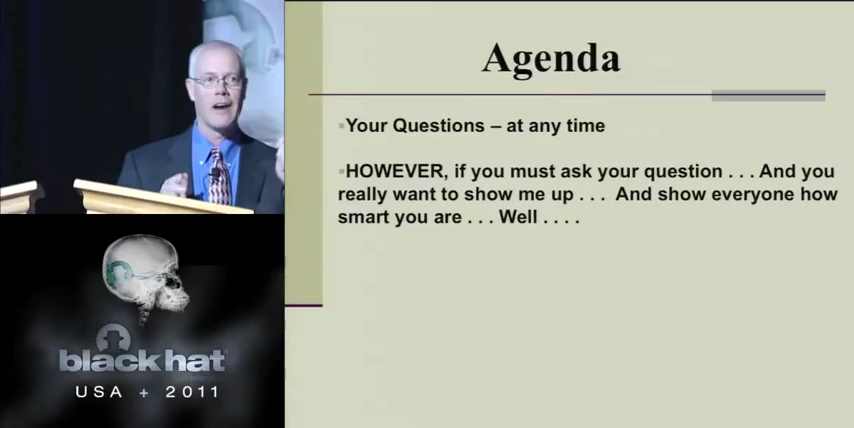 Agenda
▪Your Questions – at any time
▪HOWEVER, if you must ask your question . . . And you
really want to show me up . . .  And show everyone how
smart you are . . . Well . . . .
black hat
USA + 2011